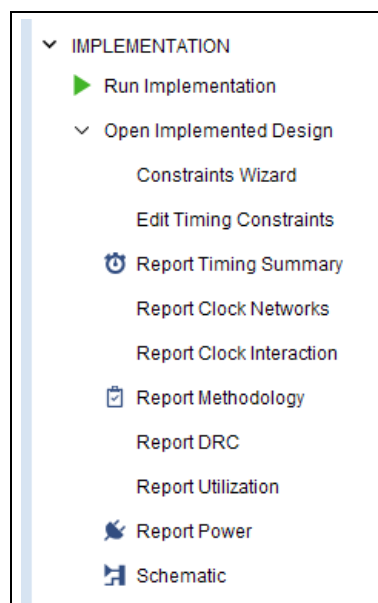 IMPLEMENTATION
Run Implementation
Open Implemented Design
Constraints Wizard
Edit Timing Constraints
Report Timing Summary
Report Clock Networks
Report Clock Interaction
Report Methodology
Report DRC
Report Utilization
Report Power
Schematic